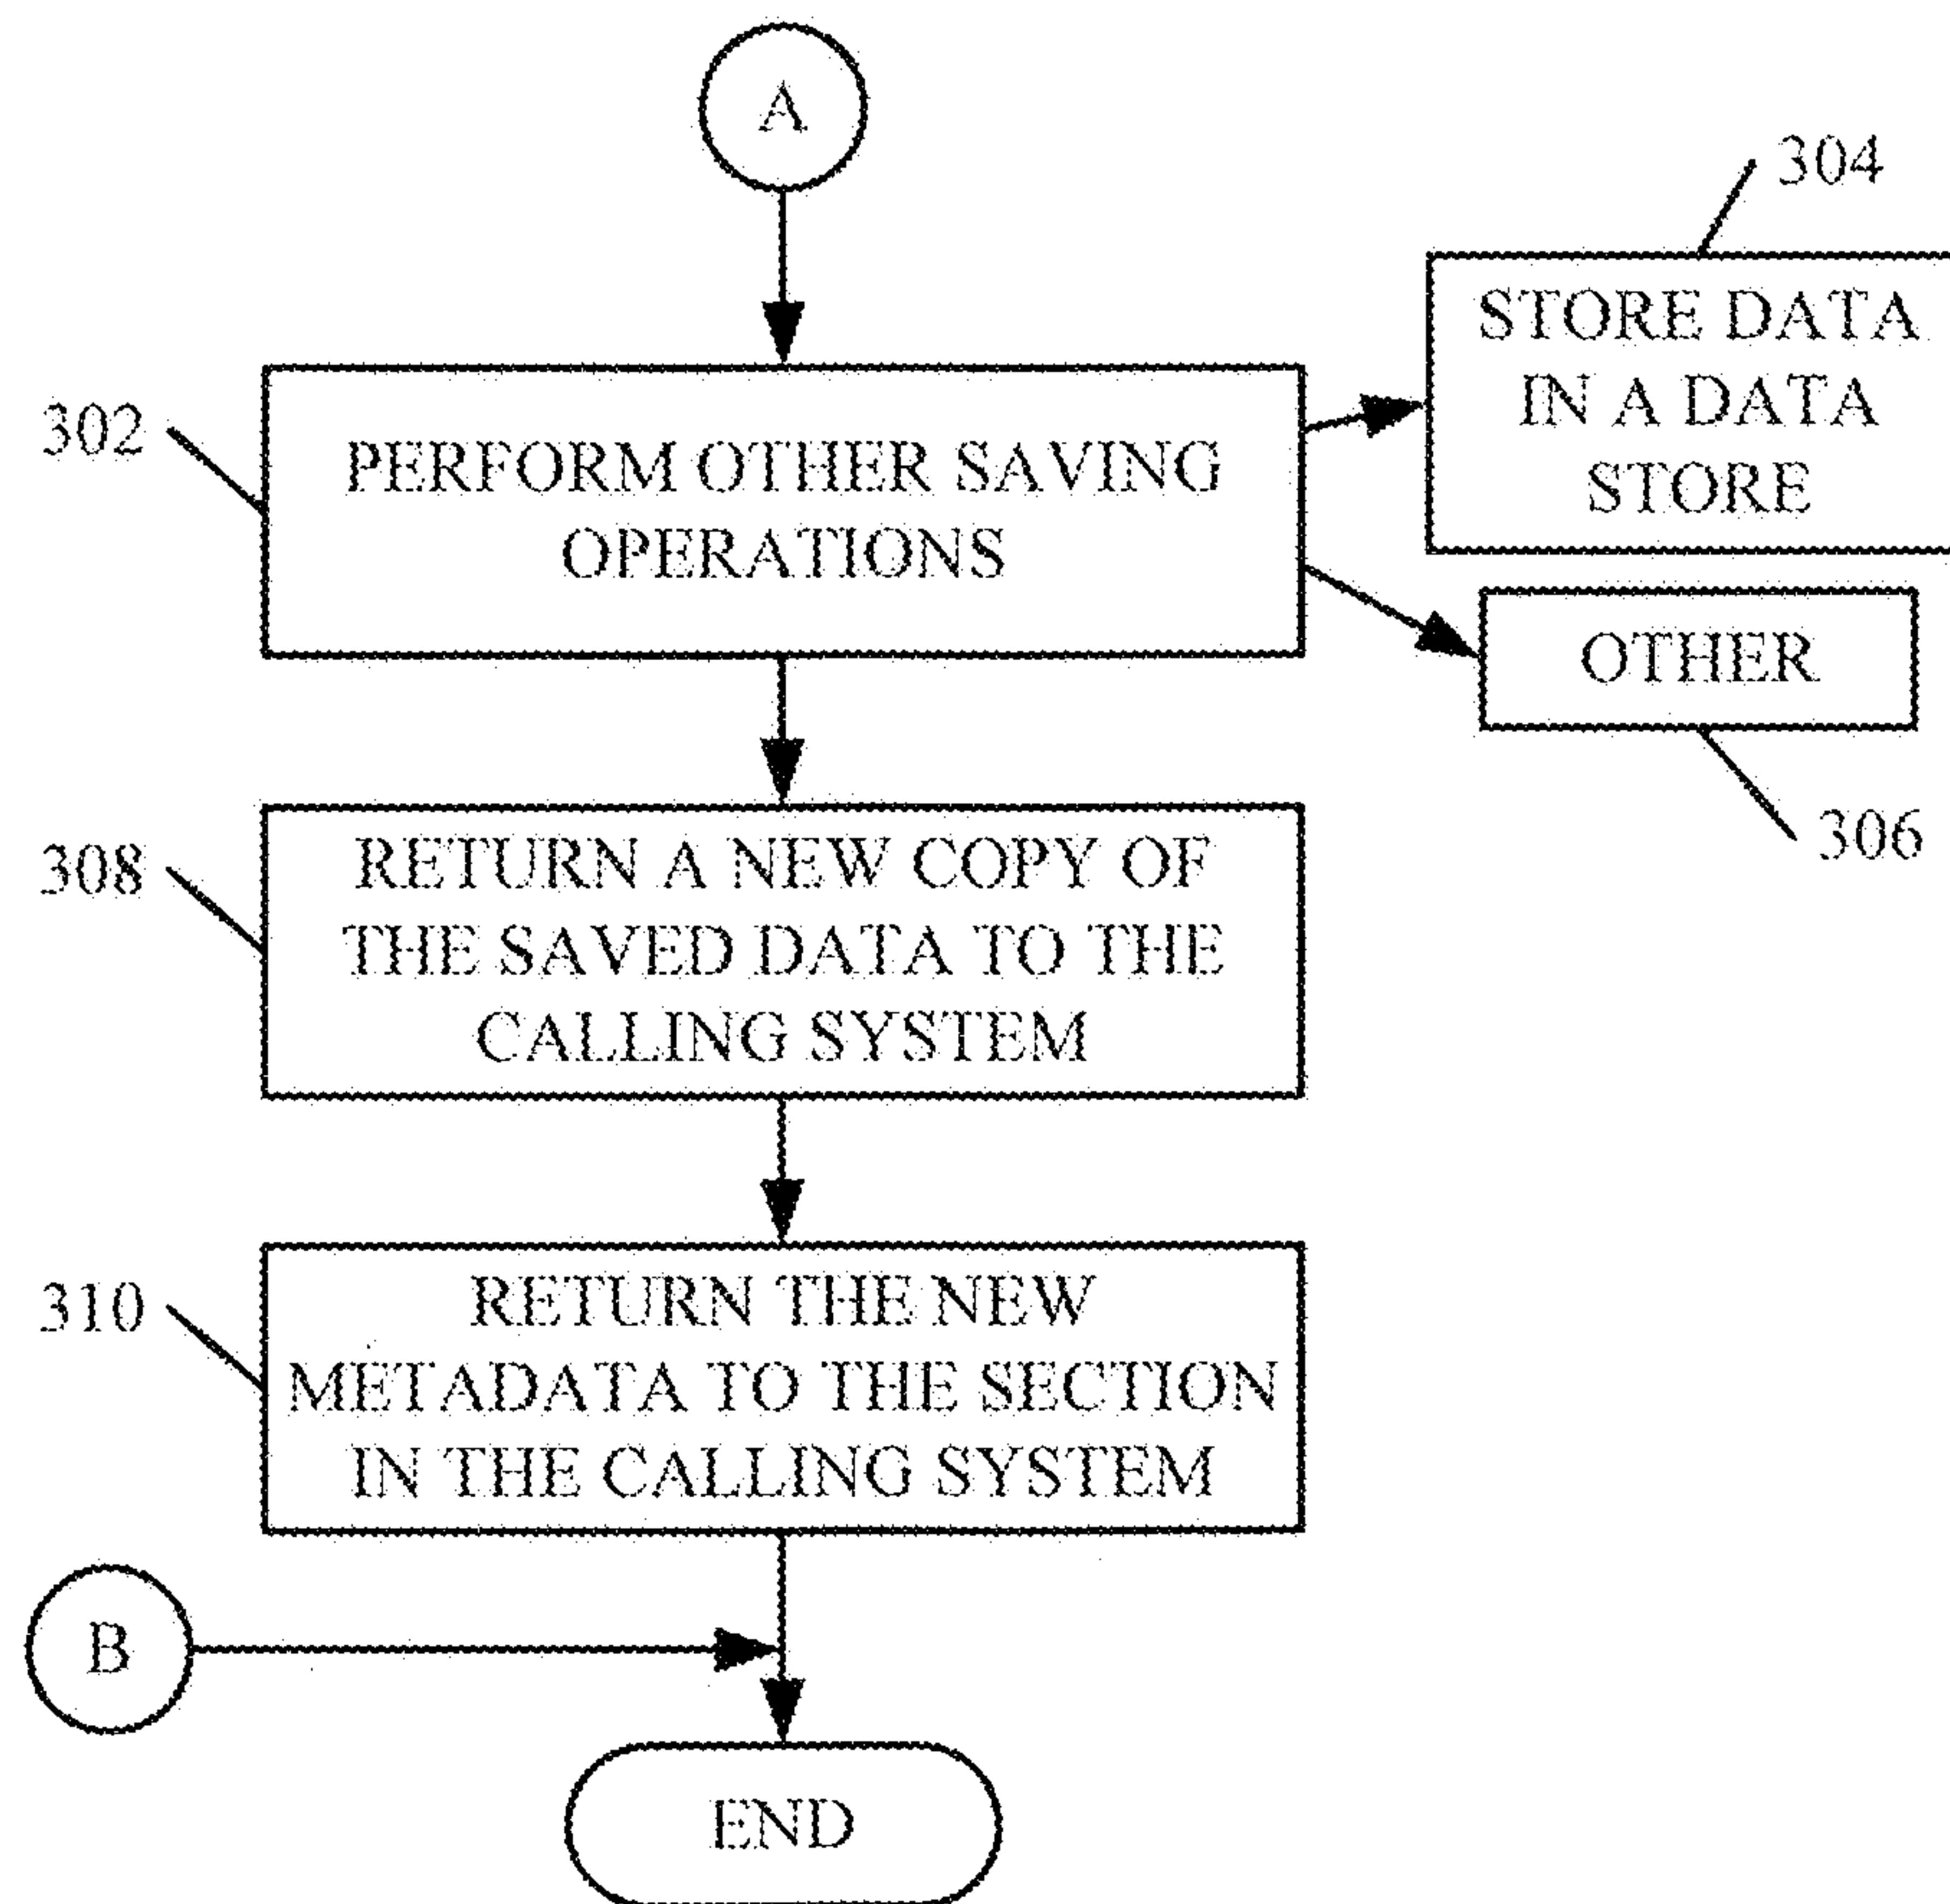 A
304
STORE DATA
IN A DATA
STORE
302
PERFORM OTHER SAVING
OPERATIONS
OTHER
306
308
RETURN A NEW COPY OF
THE SAVED DATA TO THE
CALLING SYSTEM
310
RETURN THE NEW
METADATA TO THE SECTION
IN THE CALLING SYSTEM
B
END